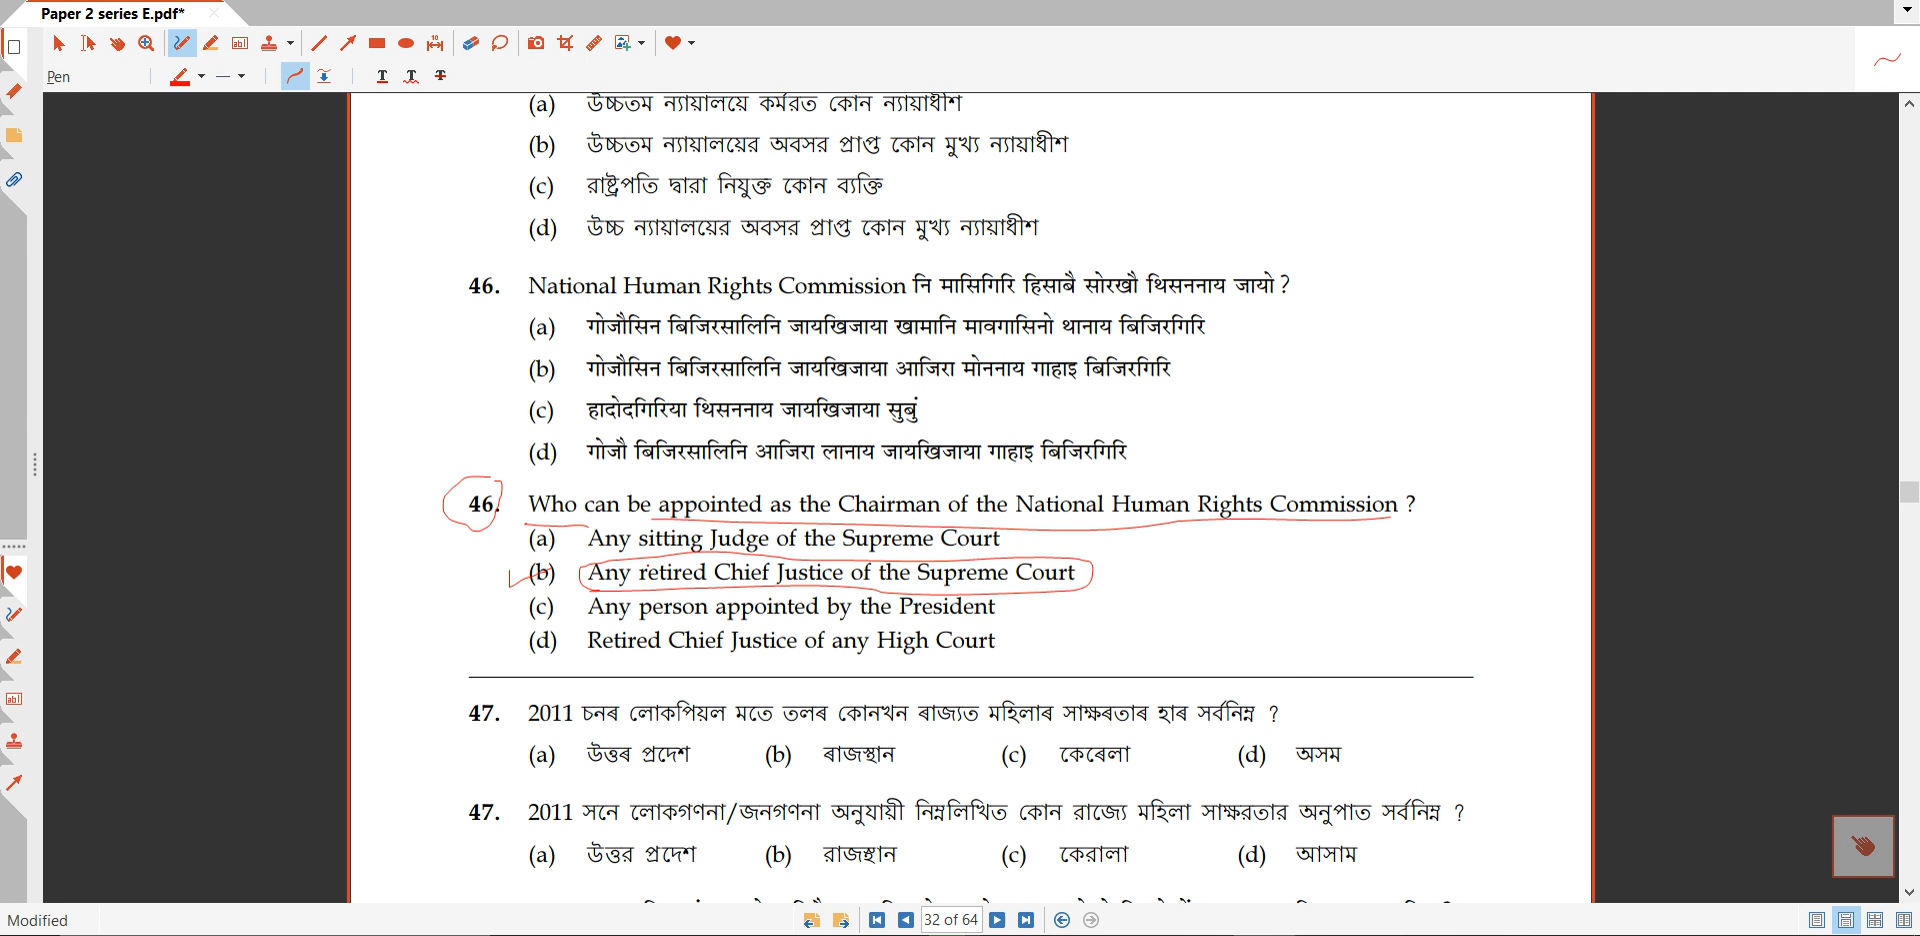 Paper 2 series E.pdf*
Pen
(a) উচ্চতম ন্যায়ালয়ে কর্মরত কোন ন্যায়াধীশ
(b) উচ্চতম ন্যায়ালয়ের অবসর প্রাপ্ত কোন মুখ্য ন্যায়াধীশ
(c) রাষ্ট্রপতি দ্বারা নিযুক্ত কোন ব্যক্তি
(d) উচ্চ ন্যায়ালয়ের অবসর প্রাপ্ত কোন মুখ্য ন্যায়াধীশ
46. National Human Rights Commission नि मासिगिरि हिसाबै सोरखौ थिसननाय जायो ?
(a) गोजौसिन बिजिरसालिनि जायखिजाया खामानि मावगासिनो थानाय बिजिरगिरि
(b) गोजौसिन बिजिरसालिनि जायखिजाया आजिरा मोननाय गाहाइ बिजिरगिरि
(c) हादोदगिरिया थिसननाय जायखिजाया सुबुं
(d) गोजौ बिजिरसालिनि आजिरा लानाय जायखिजाया गाहाइ बिजिरगिरि
46. Who can be appointed as the Chairman of the National Human Rights Commission ?
(a) Any sitting Judge of the Supreme Court
(b) Any retired Chief Justice of the Supreme Court
(c) Any person appointed by the President
(d) Retired Chief Justice of any High Court
47. 2011 চনৰ লোকপিয়ল মতে তলৰ কোনখন ৰাজ্যত মহিলাৰ সাক্ষৰতাৰ হাৰ সৰ্বনিম্ন ?
(a) উত্তৰ প্রদেশ (b) ৰাজস্থান (c) কেৰেলা (d) অসম
47. 2011 সনে লোকগণনা/জনগণনা অনুযায়ী নিম্নলিখিত কোন রাজ্যে মহিলা সাক্ষরতার অনুপাত সর্বনিম্ন ?
(a) উত্তর প্রদেশ (b) রাজস্থান (c) কেরালা (d) আসাম
Modified
32 of 64